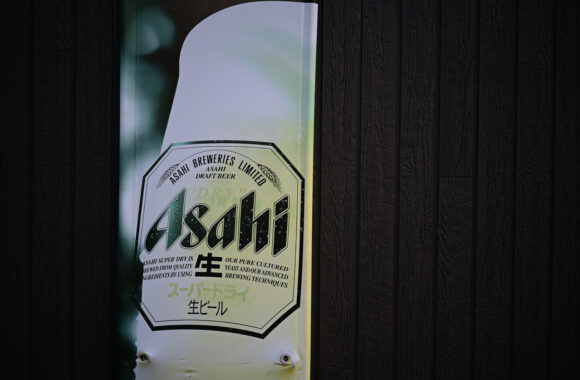 ASAHI BREWERIES LIMITED
ASAHI
DRAFT BEER
"DRY"
Asahi
生
ASAHI SUPER DRY IS
BREWED FROM QUALITY
INGREDIENTS BY USING
OUR PURE CULTURED
YEAST AND OUR ADVANCED
BREWING TECHNIQUES
スーパードライ
生ビール